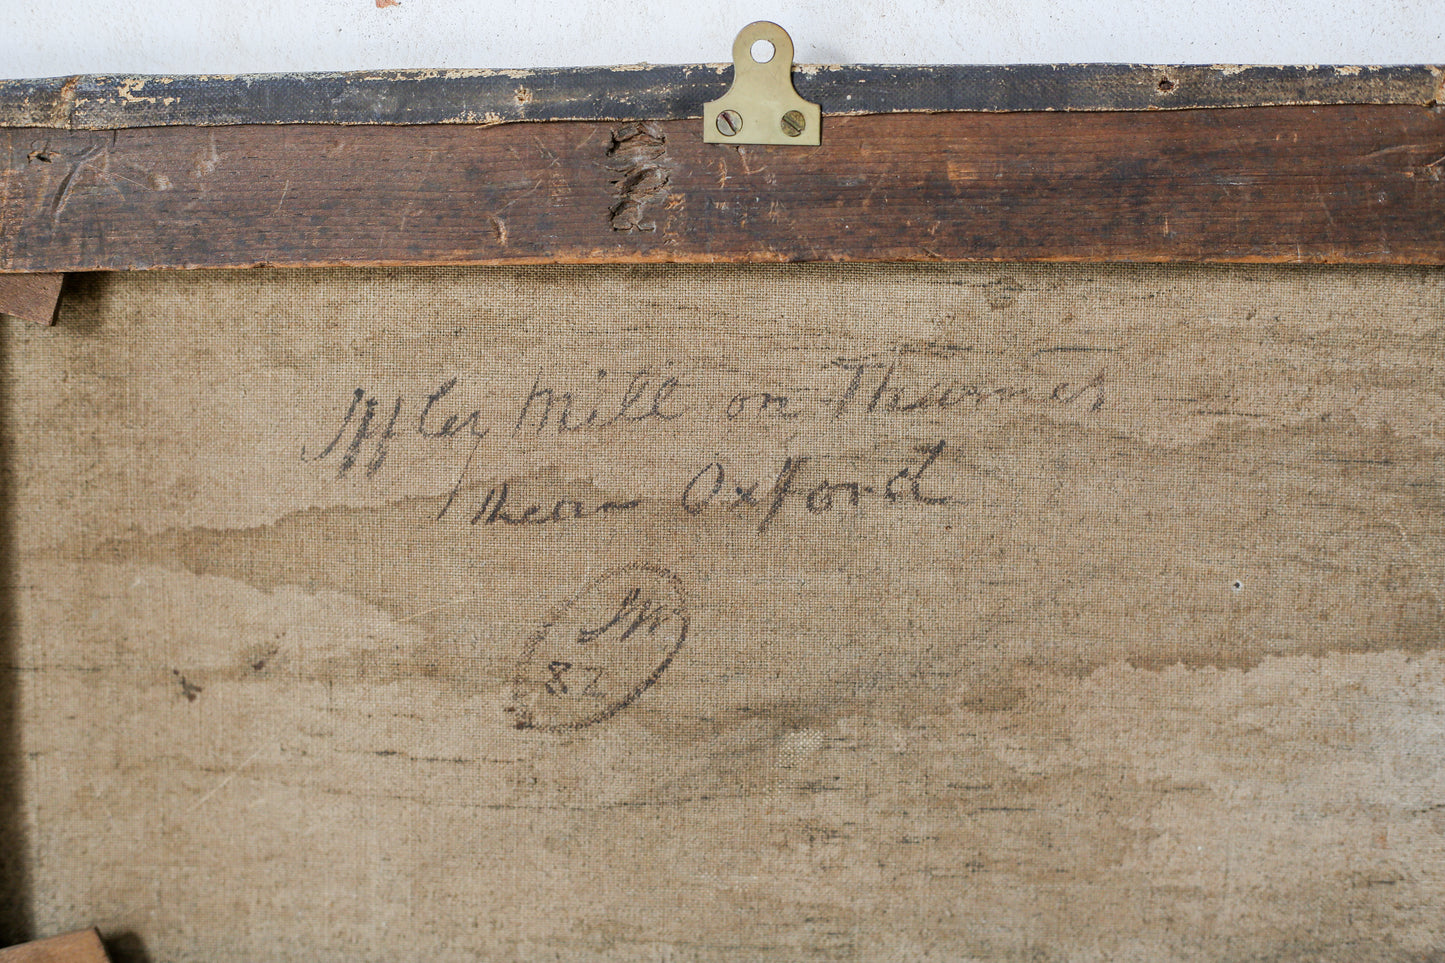 Iffley Mill on Thames
near Oxford
JW
82